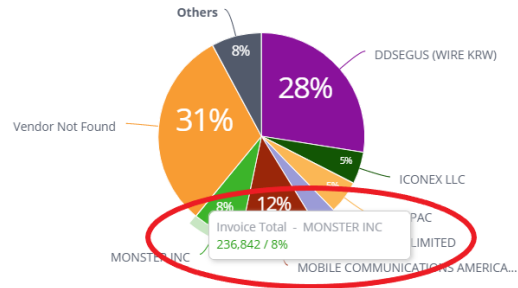 Others
8%
DDSEGUS (WIRE KRW)
28%
31%
Vendor Not Found
5%
5%
ICONEX LLC
8%
12%
PAC
Invoice Total - MONSTER INC
236,842 / 8%
LIMITED
MONSTER INC
MOBILE COMMUNICATIONS AMERICA...